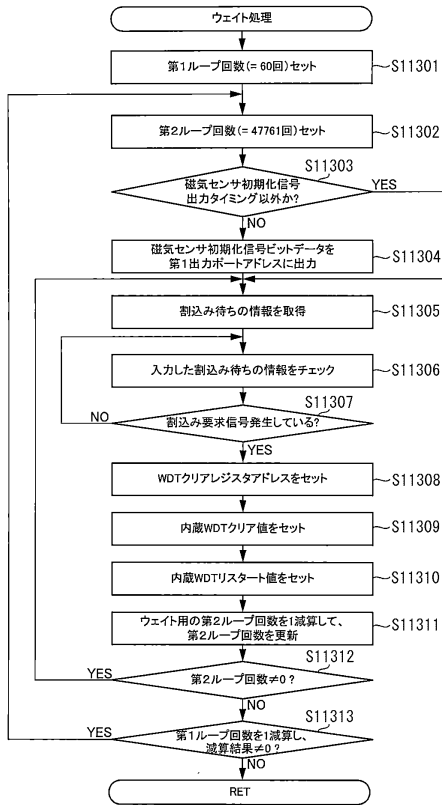 ウェイト処理
第1ループ回数(= 60回)セット
S11301
第2ループ回数(= 47761回)セット
S11302
S11303
磁気センサ初期化信号
出力タイミング以外か?
YES
NO
磁気センサ初期化信号ビットデータを
第1出力ポートアドレスに出力
S11304
割込み待ちの情報を取得
S11305
入力した割込み待ちの情報をチェック
S11306
S11307
NO
割込み要求信号発生している?
YES
WDTクリアレジスタアドレスをセット
S11308
内蔵WDTクリア値をセット
S11309
内蔵WDTリスタート値をセット
S11310
ウェイト用の第2ループ回数を1減算して、
第2ループ回数を更新
S11311
S11312
YES
第2ループ回数≠0?
NO
S11313
YES
第1ループ回数を1減算し、
減算結果≠0?
NO
RET